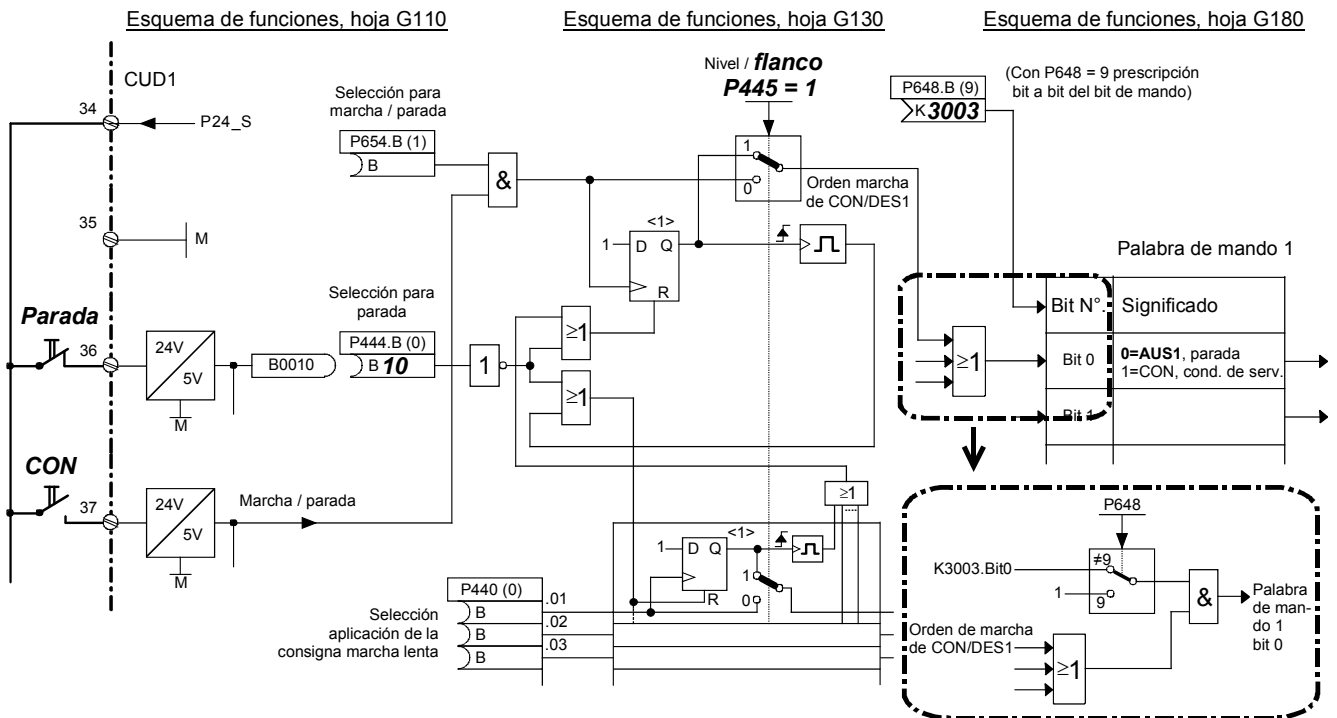 Esquema de funciones, hoja G110
Esquema de funciones, hoja G130
Esquema de funciones, hoja G180
CUD1
34
P24_S
35
M
Parada
36
24V
5V
M
B0010
CON
37
24V
5V
M
Marcha / parada
Selección para
marcha / parada
P654.B (1)
B
&
Selección para
parada
P444.B (0)
B 10
1
Nivel / flanco
P445 = 1
1
0
Orden marcha
de CON/DES1
<1>
1
D Q
R
≥1
≥1
≥1
<1>
1
D Q
R
1
0
P440 (0)
B
.01
B
.02
B
.03
Selección
aplicación de la
consigna marcha lenta
P648.B (9)
K 3003
(Con P648 = 9 prescripción
bit a bit del bit de mando)
Palabra de mando 1
Bit N°.
Significado
≥1
Bit 0
0=AUS1, parada
1=CON, cond. de serv.
Bit 1
P648
K3003.Bit0
≠9
1
9
&
Palabra
de man-
do 1
bit 0
Orden de marcha
de CON/DES1
≥1